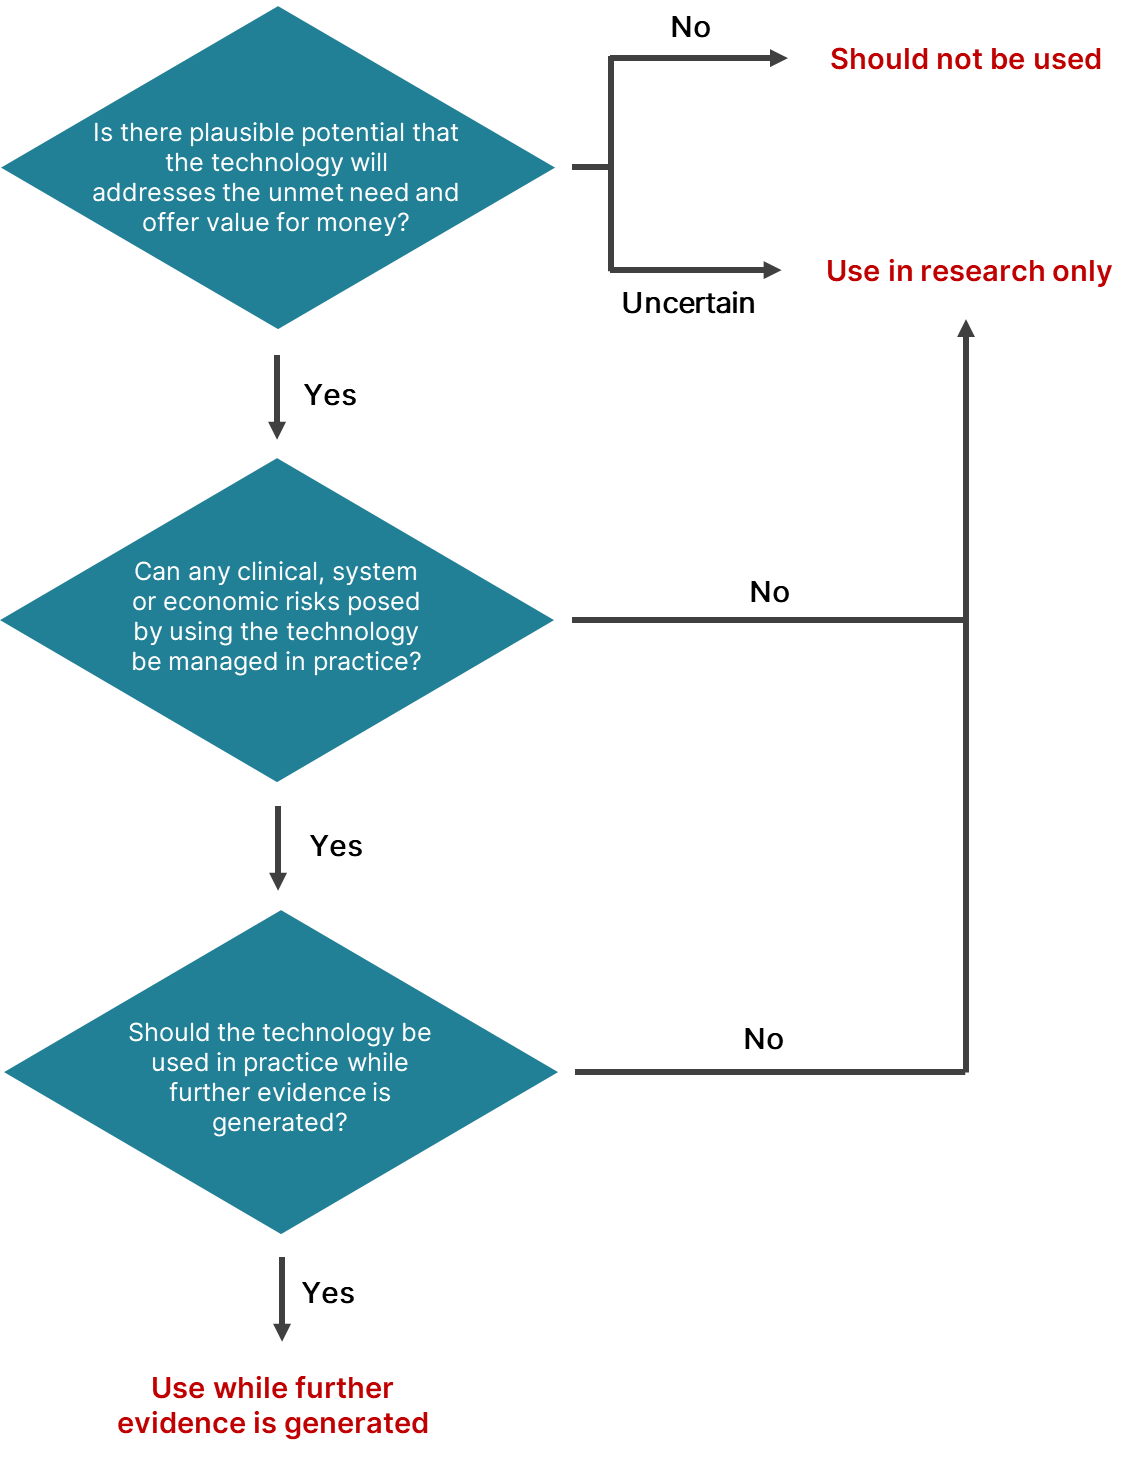 No
Should not be used
Is there plausible potential that
the technology will
addresses the unmet need and
offer value for money?
Use in research only
Uncertain
Yes
Can any clinical, system
or economic risks posed
by using the technology
be managed in practice?
No
Yes
Should the technology be
used in practice while
further evidence is
generated?
No
Yes
Use while further
evidence is generated